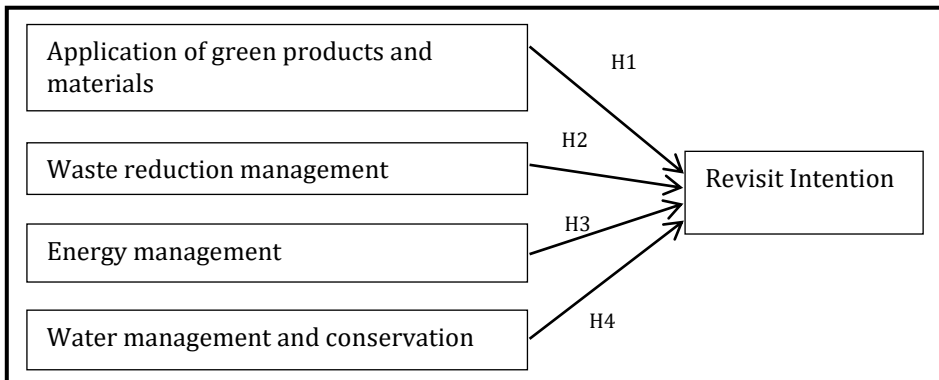 Application of green products and
materials
H1
H2
Waste reduction management
Revisit Intention
H3
Energy management
H4
Water management and conservation